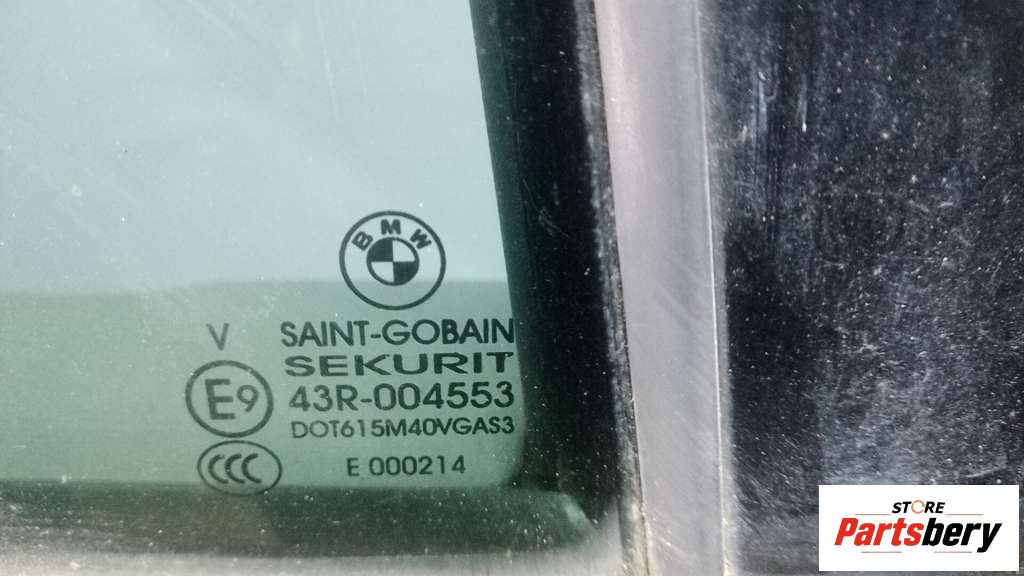 BMW
V SAINT-GOBAIN
SEKURIT
E9 43R-004553
DOT615M40VGAS3
CCC E 000214
STORE
Partsbery